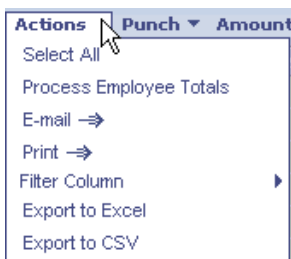 Actions Punch ▼ Amount
Select All
Process Employee Totals
E-mail
Print
Filter Column
Export to Excel
Export to CSV